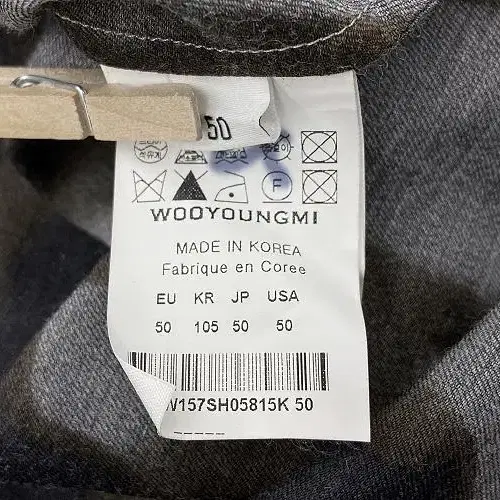 50
WOOYOUNGMI
MADE IN KOREA
Fabrique en Coree
EU KR JP USA
50 105 50 50
W157SH05815K 50
F